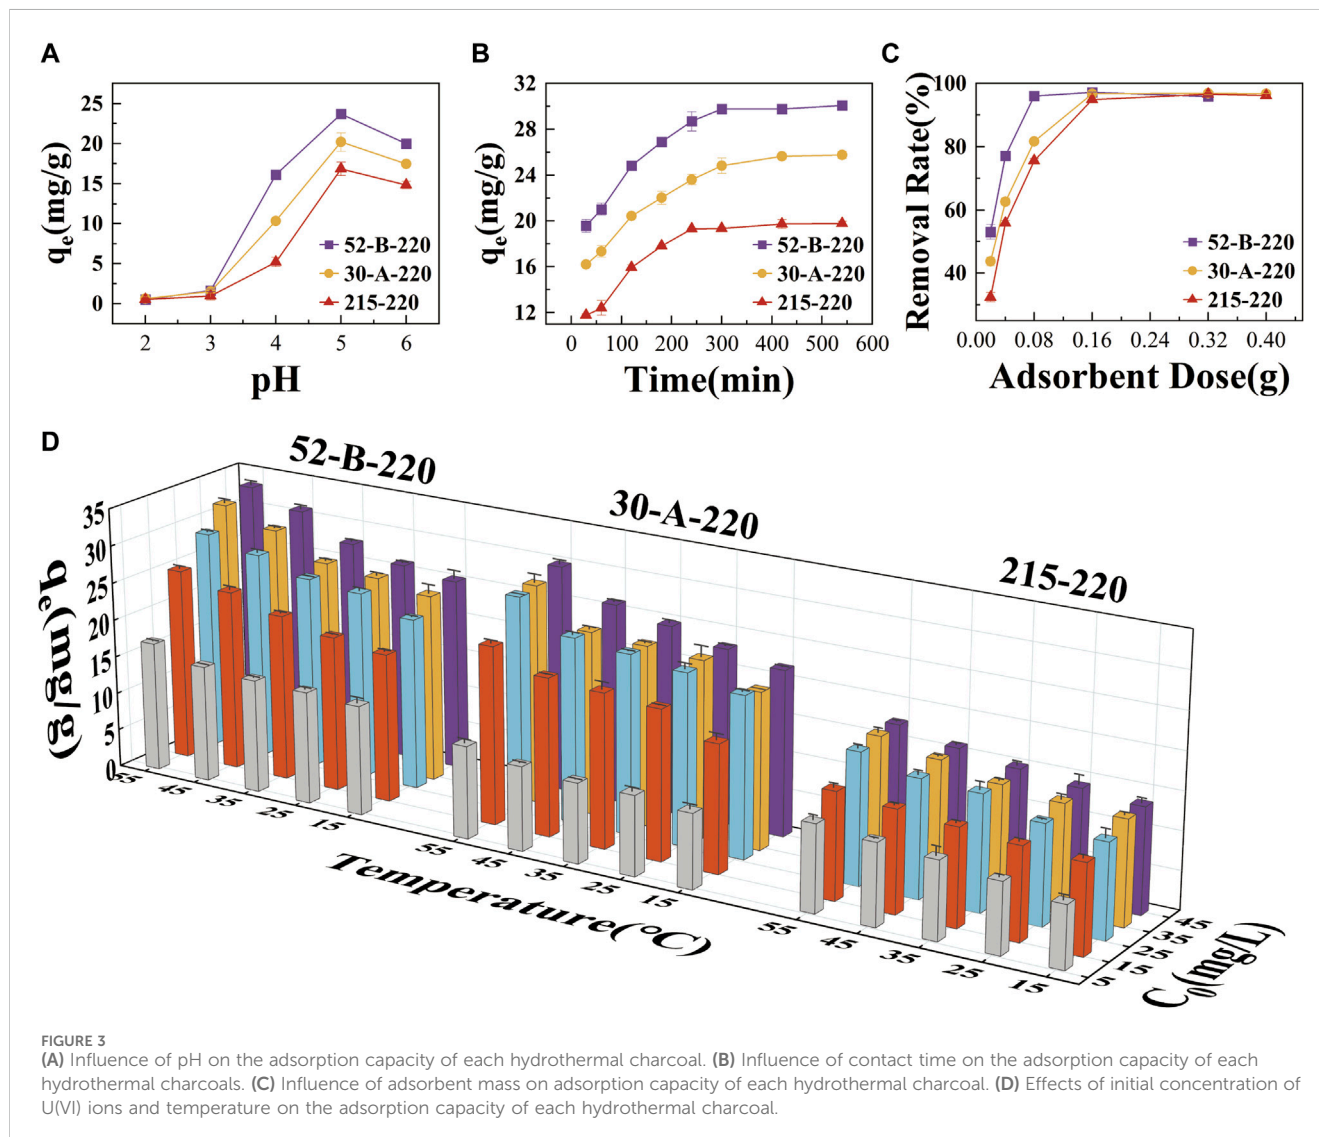 A
qe(mg/g)
25
20
15
10
5
0
52-B-220
30-A-220
215-220
2 3 4 5 6
pH
B
qe(mg/g)
32
28
24
20
16
12
52-B-220
30-A-220
215-220
0 100 200 300 400 500 600
Time(min)
C
Removal Rate(%)
100
80
60
40
52-B-220
30-A-220
215-220
0.00 0.08 0.16 0.24 0.32 0.40
Adsorbent Dose(g)
D
52-B-220
30-A-220
215-220
qe(mg/g)
35
30
25
20
15
10
5
0
55 45 35 25 15
55 45 35 25 15
55 45 35 25 15
Temperature(°C)
45
35
25
15
5
C0(mg/L)
FIGURE 3
(A) Influence of pH on the adsorption capacity of each hydrothermal charcoal. (B) Influence of contact time on the adsorption capacity of each
hydrothermal charcoals. (C) Influence of adsorbent mass on adsorption capacity of each hydrothermal charcoal. (D) Effects of initial concentration of
U(VI) ions and temperature on the adsorption capacity of each hydrothermal charcoal.